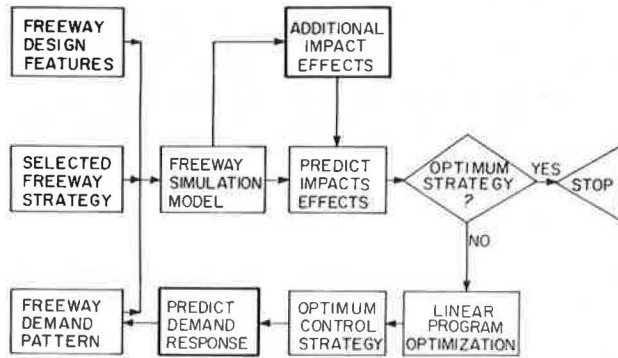 FREEWAY
DESIGN
FEATURES
ADDITIONAL
IMPACT
EFFECTS
SELECTED
FREEWAY
STRATEGY
FREEWAY
SIMULATION
MODEL
PREDICT
IMPACTS
EFFECTS
OPTIMUM
STRATEGY
?
YES
STOP
NO
FREEWAY
DEMAND
PATTERN
PREDICT
DEMAND
RESPONSE
OPTIMUM
CONTROL
STRATEGY
LINEAR
PROGRAM
OPTIMIZATION